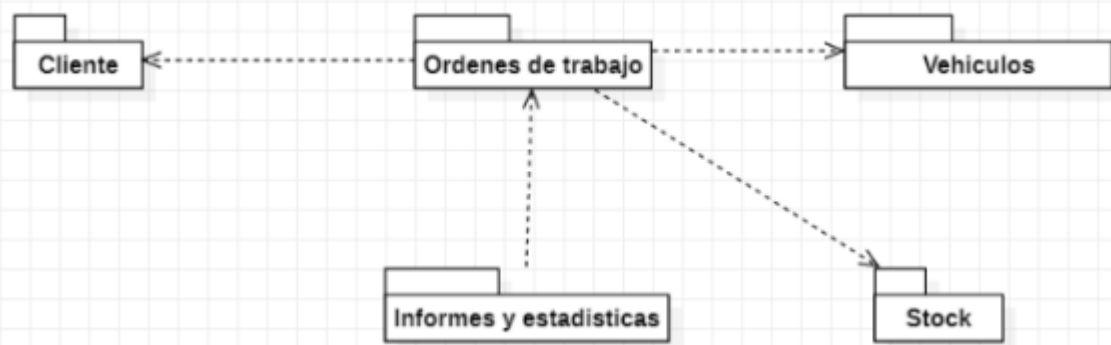 Cliente
Ordenes de trabajo
Vehiculos
Informes y estadisticas
Stock